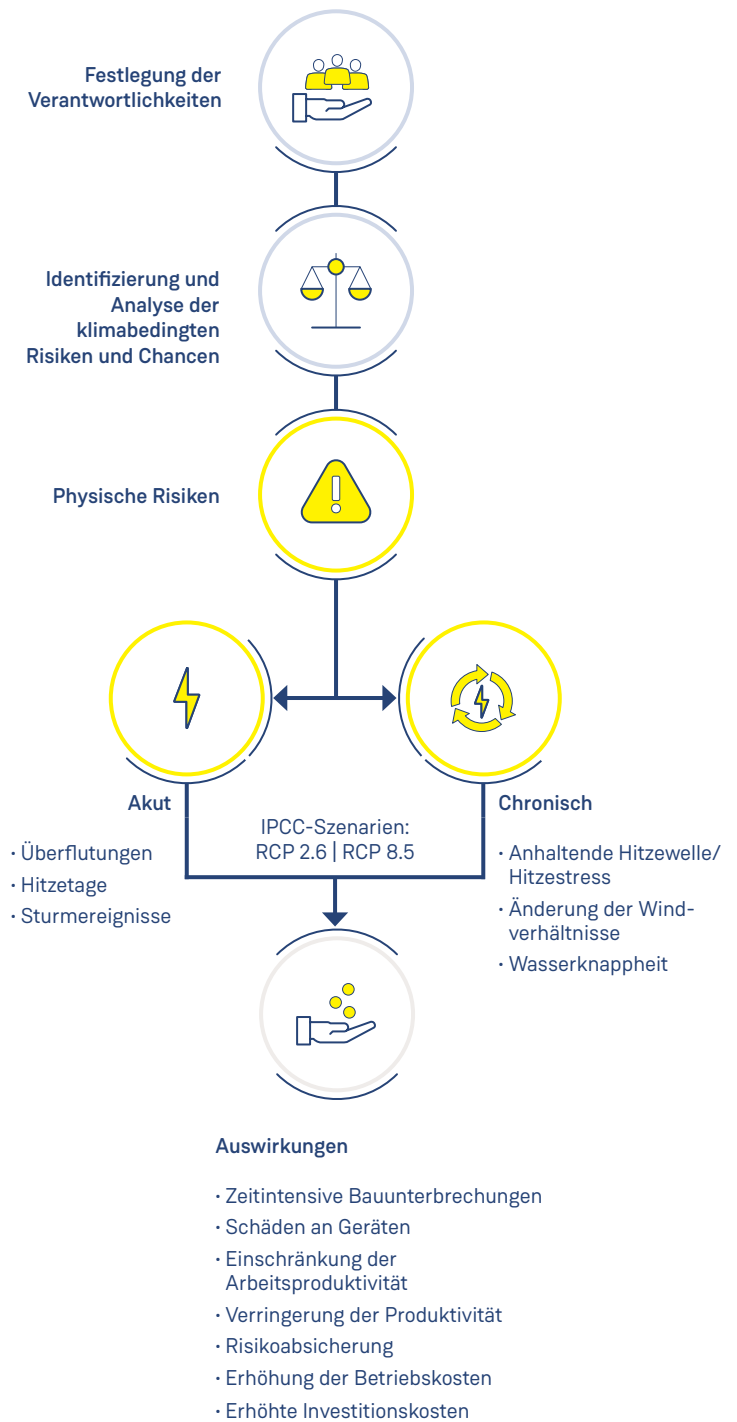 Festlegung der
Verantwortlichkeiten
Identifizierung und
Analyse der
klimabedingten
Risiken und Chancen
Physische Risiken
Akut
· Überflutungen
· Hitzetage
· Sturmereignisse
IPCC-Szenarien:
RCP 2.6 | RCP 8.5
Chronisch
· Anhaltende Hitzewelle/
Hitzestress
· Änderung der Wind-
verhältnisse
· Wasserknappheit
Auswirkungen
· Zeitintensive Bauunterbrechungen
· Schäden an Geräten
· Einschränkung der
Arbeitsproduktivität
· Verringerung der Produktivität
· Risikoabsicherung
· Erhöhung der Betriebskosten
· Erhöhte Investitionskosten